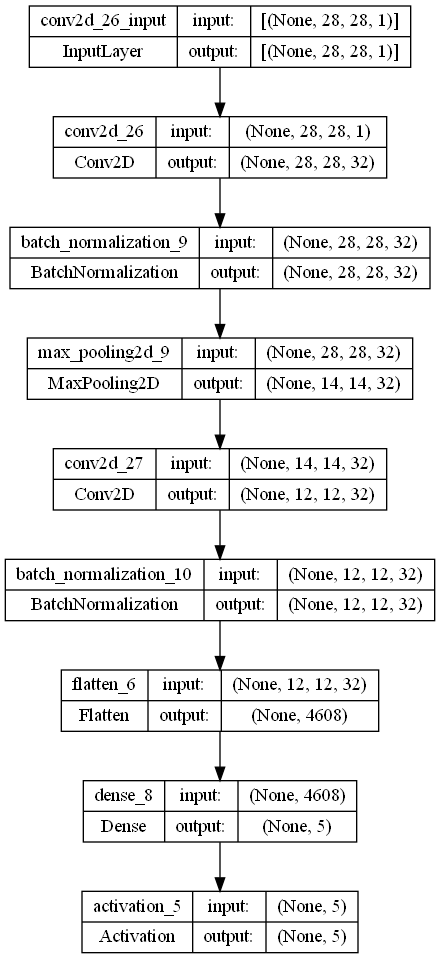 conv2d_26_input input: [(None, 28, 28, 1)]
InputLayer output: [(None, 28, 28, 1)]
conv2d_26 input: (None, 28, 28, 1)
Conv2D output: (None, 28, 28, 32)
batch_normalization_9 input: (None, 28, 28, 32)
BatchNormalization output: (None, 28, 28, 32)
max_pooling2d_9 input: (None, 28, 28, 32)
MaxPooling2D output: (None, 14, 14, 32)
conv2d_27 input: (None, 14, 14, 32)
Conv2D output: (None, 12, 12, 32)
batch_normalization_10 input: (None, 12, 12, 32)
BatchNormalization output: (None, 12, 12, 32)
flatten_6 input: (None, 12, 12, 32)
Flatten output: (None, 4608)
dense_8 input: (None, 4608)
Dense output: (None, 5)
activation_5 input: (None, 5)
Activation output: (None, 5)